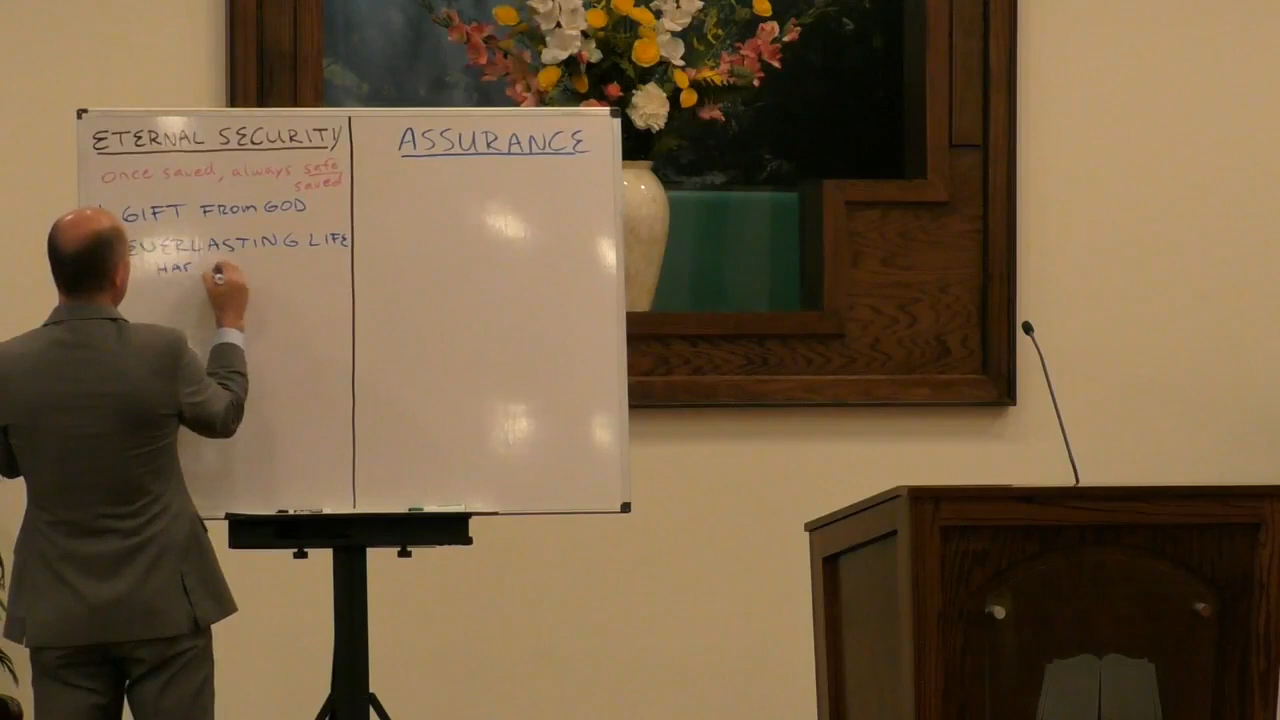 ETERNAL SECURITY
once saved, always safe
saved
GIFT FROM GOD
EVERLASTING LIFE
ASSURANCE